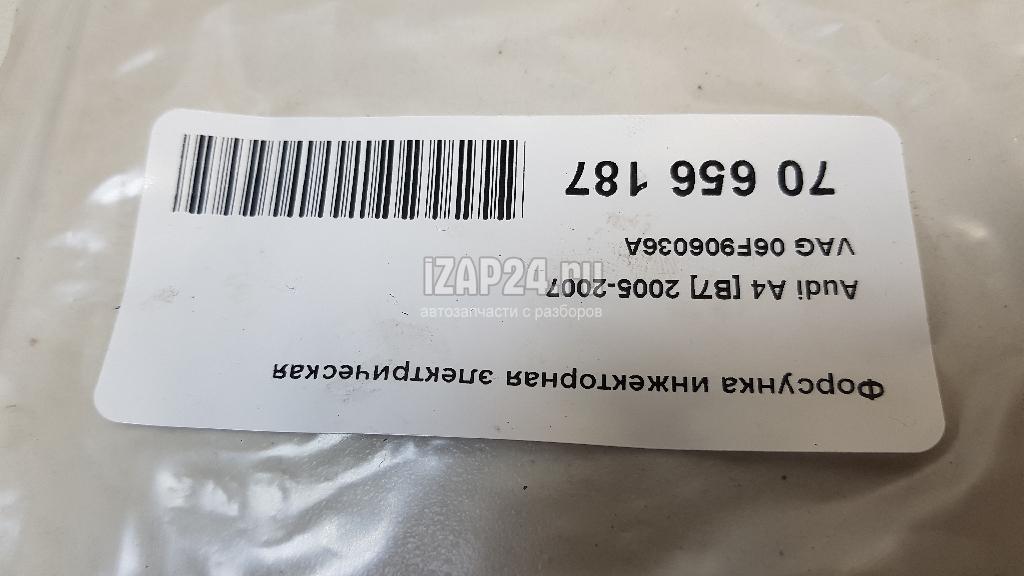 Форсунка инжекторная электрическая
Audi A4 [B7] 2005-2007
VAG 06F906036A
70 656 187
iZAP24.ru
автозапчасти с разборов